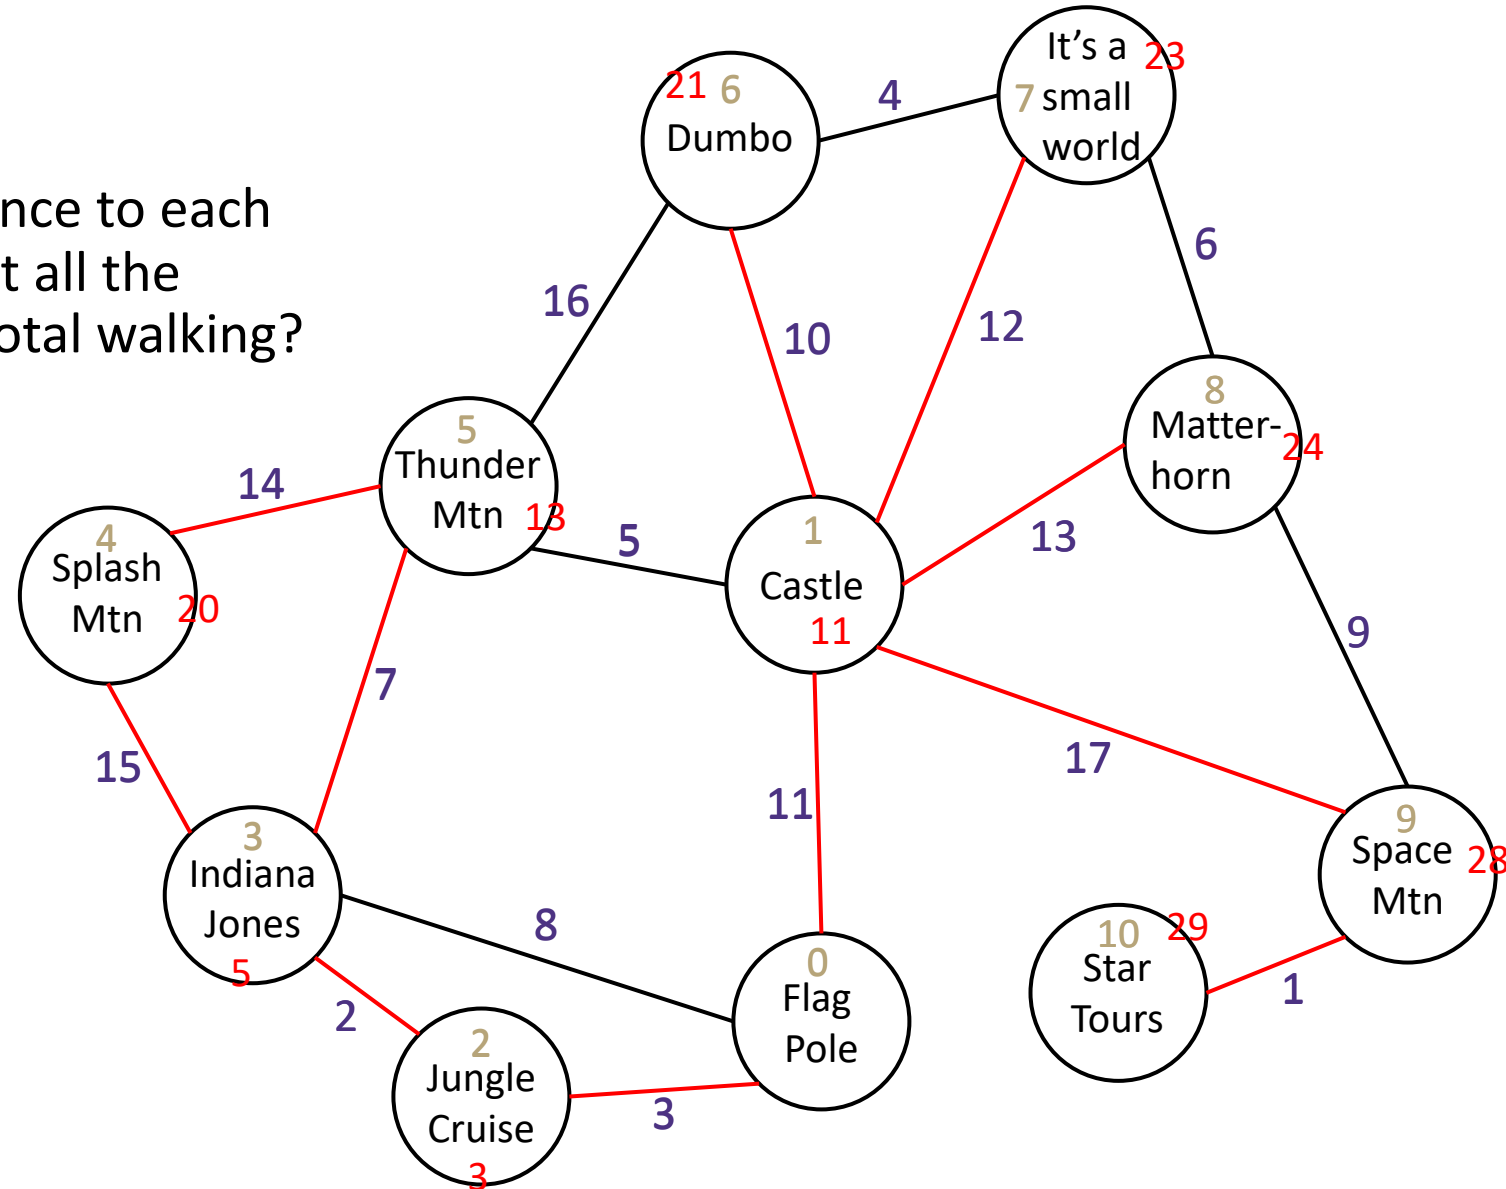 nce to each
t all the
otal walking?
21 6
Dumbo
4
It's a
23
7 small
world
16
10
12
6
5
Thunder
Mtn 13
14
4
Splash
Mtn 20
5
1
Castle
11
8
Matter-
24
horn
13
9
7
15
17
11
3
Indiana
Jones
5
8
9
Space
28
Mtn
0
Flag
Pole
10 29
Star
Tours
1
2
2
Jungle
Cruise
3
3